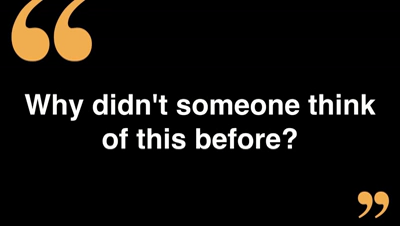 “
Why didn't someone think
of this before?
”